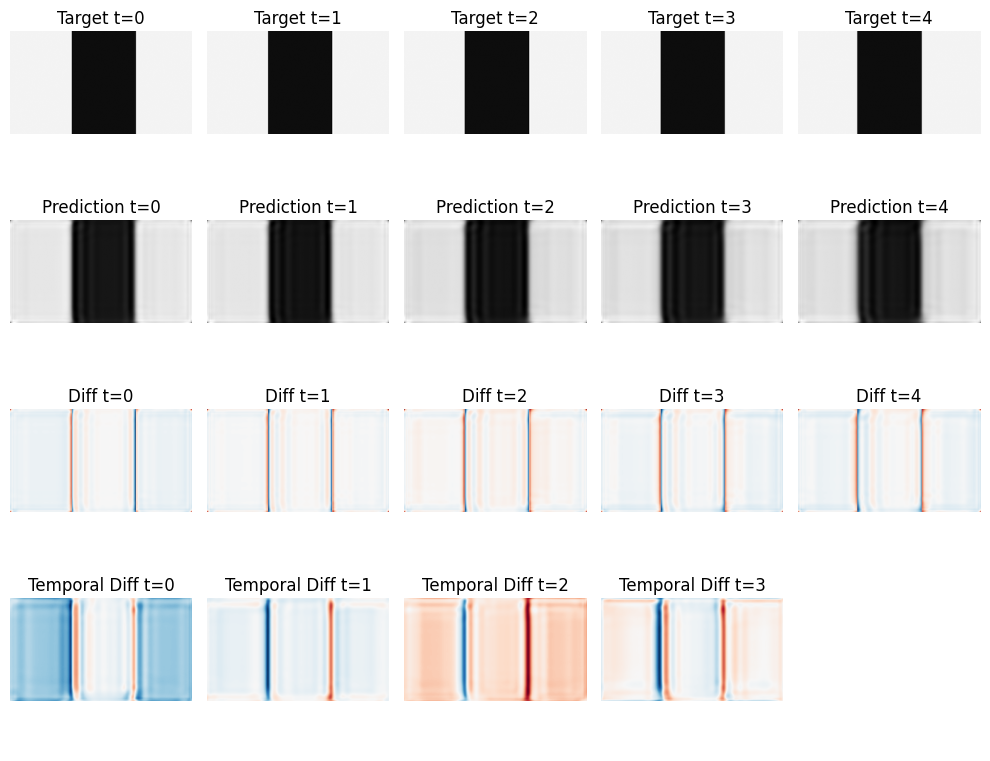 Target t=0 Target t=1 Target t=2 Target t=3 Target t=4
Prediction t=0 Prediction t=1 Prediction t=2 Prediction t=3 Prediction t=4
Diff t=0 Diff t=1 Diff t=2 Diff t=3 Diff t=4
Temporal Diff t=0 Temporal Diff t=1 Temporal Diff t=2 Temporal Diff t=3